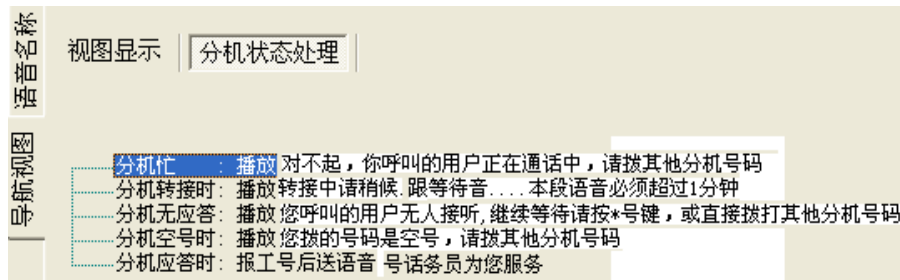 语音名称
导航视图
视图显示 分机状态处理
分机忙 : 播放 对不起，你呼叫的用户正在通话中，请拨其他分机号码
分机转接时: 播放转接中请稍候.跟等待音....本段语音必须超过1分钟
分机无应答: 播放您呼叫的用户无人接听,继续等待请按*号键，或直接拨打其他分机号码
分机空号时: 播放您拨的号码是空号，请拨其他分机号码
分机应答时: 报工号后送语音 号话务员为您服务